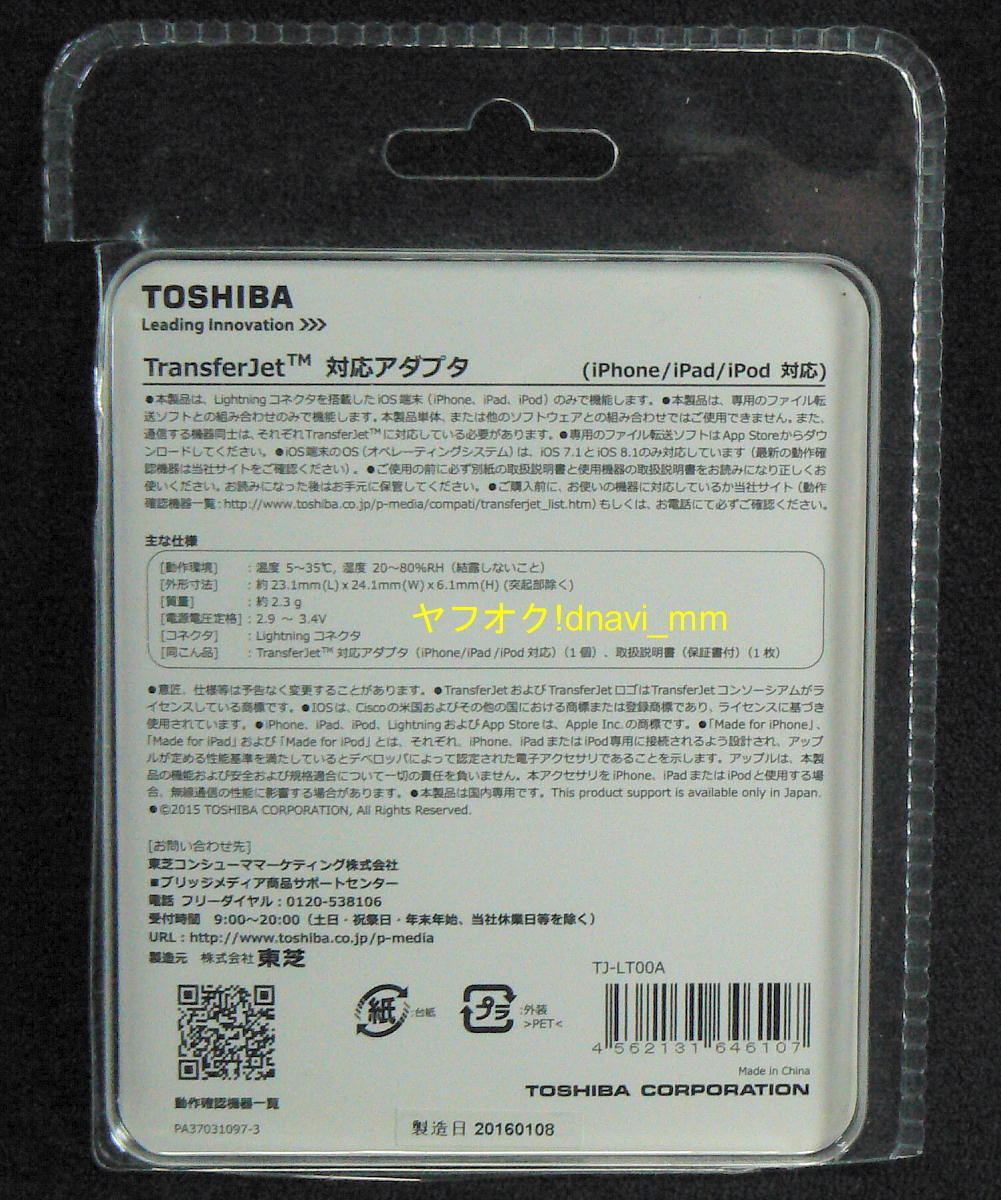 TOSHIBA
Leading Innovation >>>
TransferJet™ 対応アダプタ (iPhone/iPad/iPod 対応)
●本製品は、Lightningコネクタを搭載したiOS端末（iPhone、iPad、iPod）のみで機能します。●本製品は、専用のファイル転
送ソフトとの組み合わせのみで機能します。本製品単体、または他のソフトウェアとの組み合わせではご使用できません。また、
通信する機器同士は、それぞれTransferJet™に対応している必要があります。●専用のファイル転送ソフトはApp Storeからダウ
ンロードしてください。●iOS端末のOS（オペレーティングシステム）は、iOS 7.1とiOS 8.1のみ対応しています（最新の動作確
認機器は当社サイトをご確認ください）。●ご使用の前に必ず別紙の取扱説明書と使用機器の取扱説明書をお読みになり正しくお
使いください。お読みになった後はお手元に保管してください。●ご購入前に、お使いの機器に対応しているか当社サイト（動作
確認機器一覧：http://www.toshiba.co.jp/p-media/compati/transferjet_list.htm）もしくは、お電話にて必ずご確認ください。
主な仕様
[動作環境] ：温度 5～35℃, 湿度 20～80%RH（結露しないこと）
[外形寸法] ：約 23.1mm(L) x 24.1mm(W) x 6.1mm(H) (突起部除く)
[質量] ：約 2.3 g
[電源電圧定格]：2.9 ～ 3.4V
[コネクタ] ：Lightning コネクタ
[同こん品] ：TransferJet™ 対応アダプタ（iPhone/iPad/iPod 対応）（1 個）、取扱説明書（保証書付）（1 枚）
ヤフオク!dnavi_mm
●意匠、仕様等は予告なく変更することがあります。●TransferJet および TransferJet ロゴはTransferJet コンソーシアムがラ
イセンスしている商標です。●IOSは、Ciscoの米国およびその他の国における商標または登録商標であり、ライセンスに基づき
使用されています。●iPhone、iPad、iPod、LightningおよびApp Storeは、Apple Inc.の商標です。●「Made for iPhone」、
「Made for iPad」および「Made for iPod」とは、それぞれ、iPhone、iPadまたはiPod専用に接続されるよう設計され、アップ
ルが定める性能基準を満たしているとデベロッパによって認定された電子アクセサリであることを示します。アップルは、本製
品の機能および安全および規格適合について一切の責任を負いません。本アクセサリをiPhone、iPadまたはiPodと使用する場
合、無線通信の性能に影響する場合があります。●本製品は国内専用です。This product support is available only in Japan.
●©2015 TOSHIBA CORPORATION, All Rights Reserved.
[お問い合わせ先]
東芝コンシューママーケティング株式会社
■ブリッジメディア商品サポートセンター
電話 フリーダイヤル：0120-538106
受付時間 9:00～20:00（土日・祝祭日・年末年始、当社休業日等を除く）
URL：http://www.toshiba.co.jp/p-media
製造元 株式会社 東芝
TJ-LT00A
紙 :台紙
プラ :外装
>PET<
4 562131 646107
Made in China
TOSHIBA CORPORATION
動作確認機器一覧
PA37031097-3
製造日 20160108